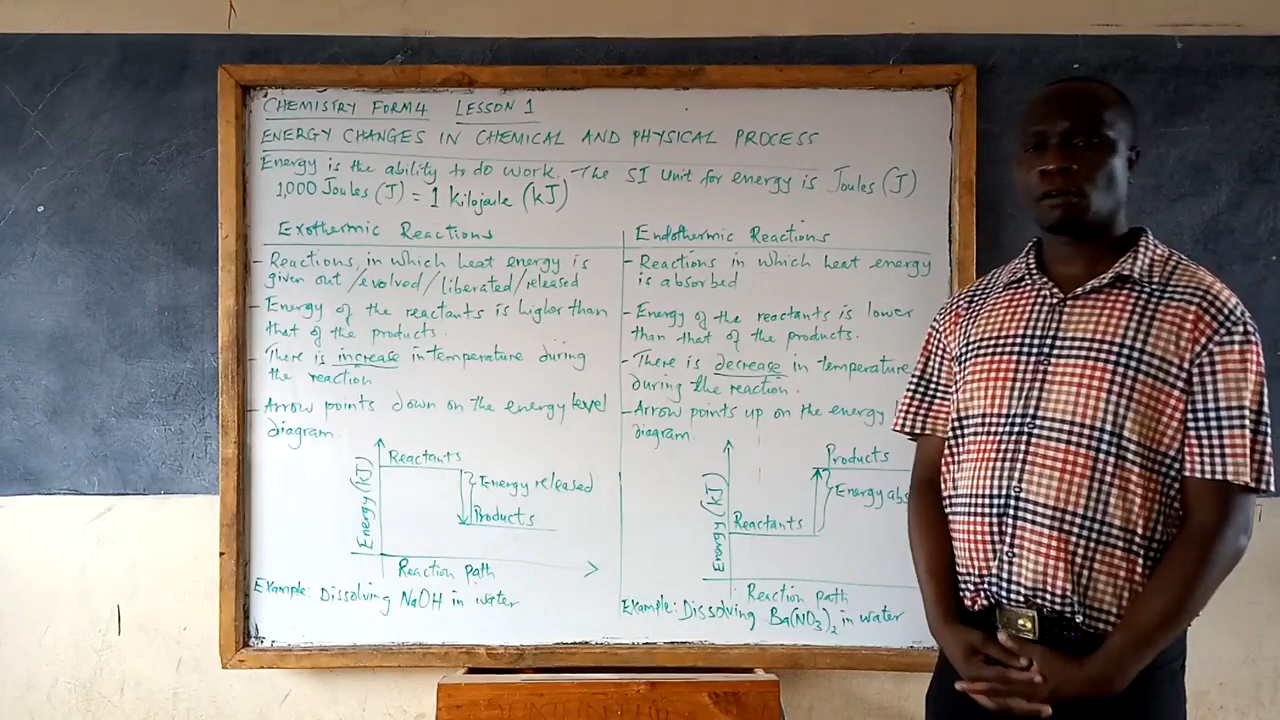 CHEMISTRY FORM 4 LESSON 1
ENERGY CHANGES IN CHEMICAL AND PHYSICAL PROCESS
Energy is the ability to do work. The SI Unit for energy is Joules (J)
1,000 Joules (J) = 1 kilojoule (kJ)
Exothermic Reactions
- Reactions in which heat energy is
given out/evolved/liberated/released
- Energy of the reactants is higher than
that of the products.
- There is increase in temperature during
the reaction
- Arrow points down on the energy level
diagram.
Energy (kJ)
Reactants
Energy released
Products
Reaction path
Example: Dissolving NaOH in water
Endothermic Reactions
- Reactions in which heat energy
is absorbed
- Energy of the reactants is lower
than that of the products.
- There is decrease in temperature
during the reaction.
- Arrow points up on the energy
diagram.
Energy (kJ)
Products
Energy abs
Reactants
Reaction path
Example: Dissolving Ba(NO₃)₂ in water